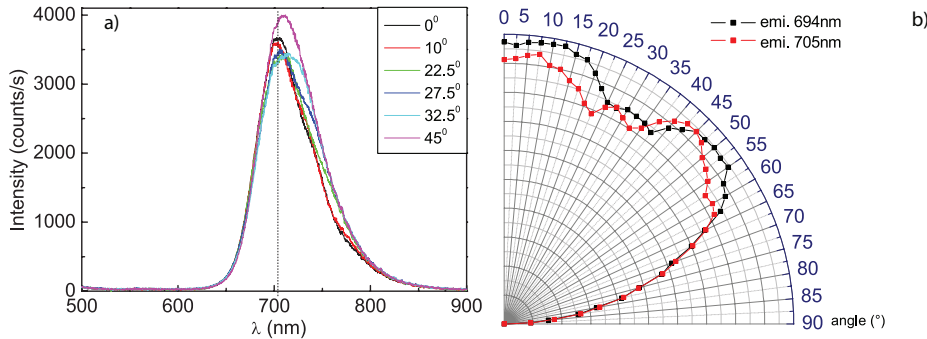 a)
4000
3000
2000
1000
0
Intensity (counts/s)
500 600 700 800 900
λ (nm)
0⁰
10⁰
22.5⁰
27.5⁰
32.5⁰
45⁰
b)
emi. 694nm
emi. 705nm
0 5 10 15 20 25 30 35 40 45 50 55 60 65 70 75 80 85 90
angle (°)